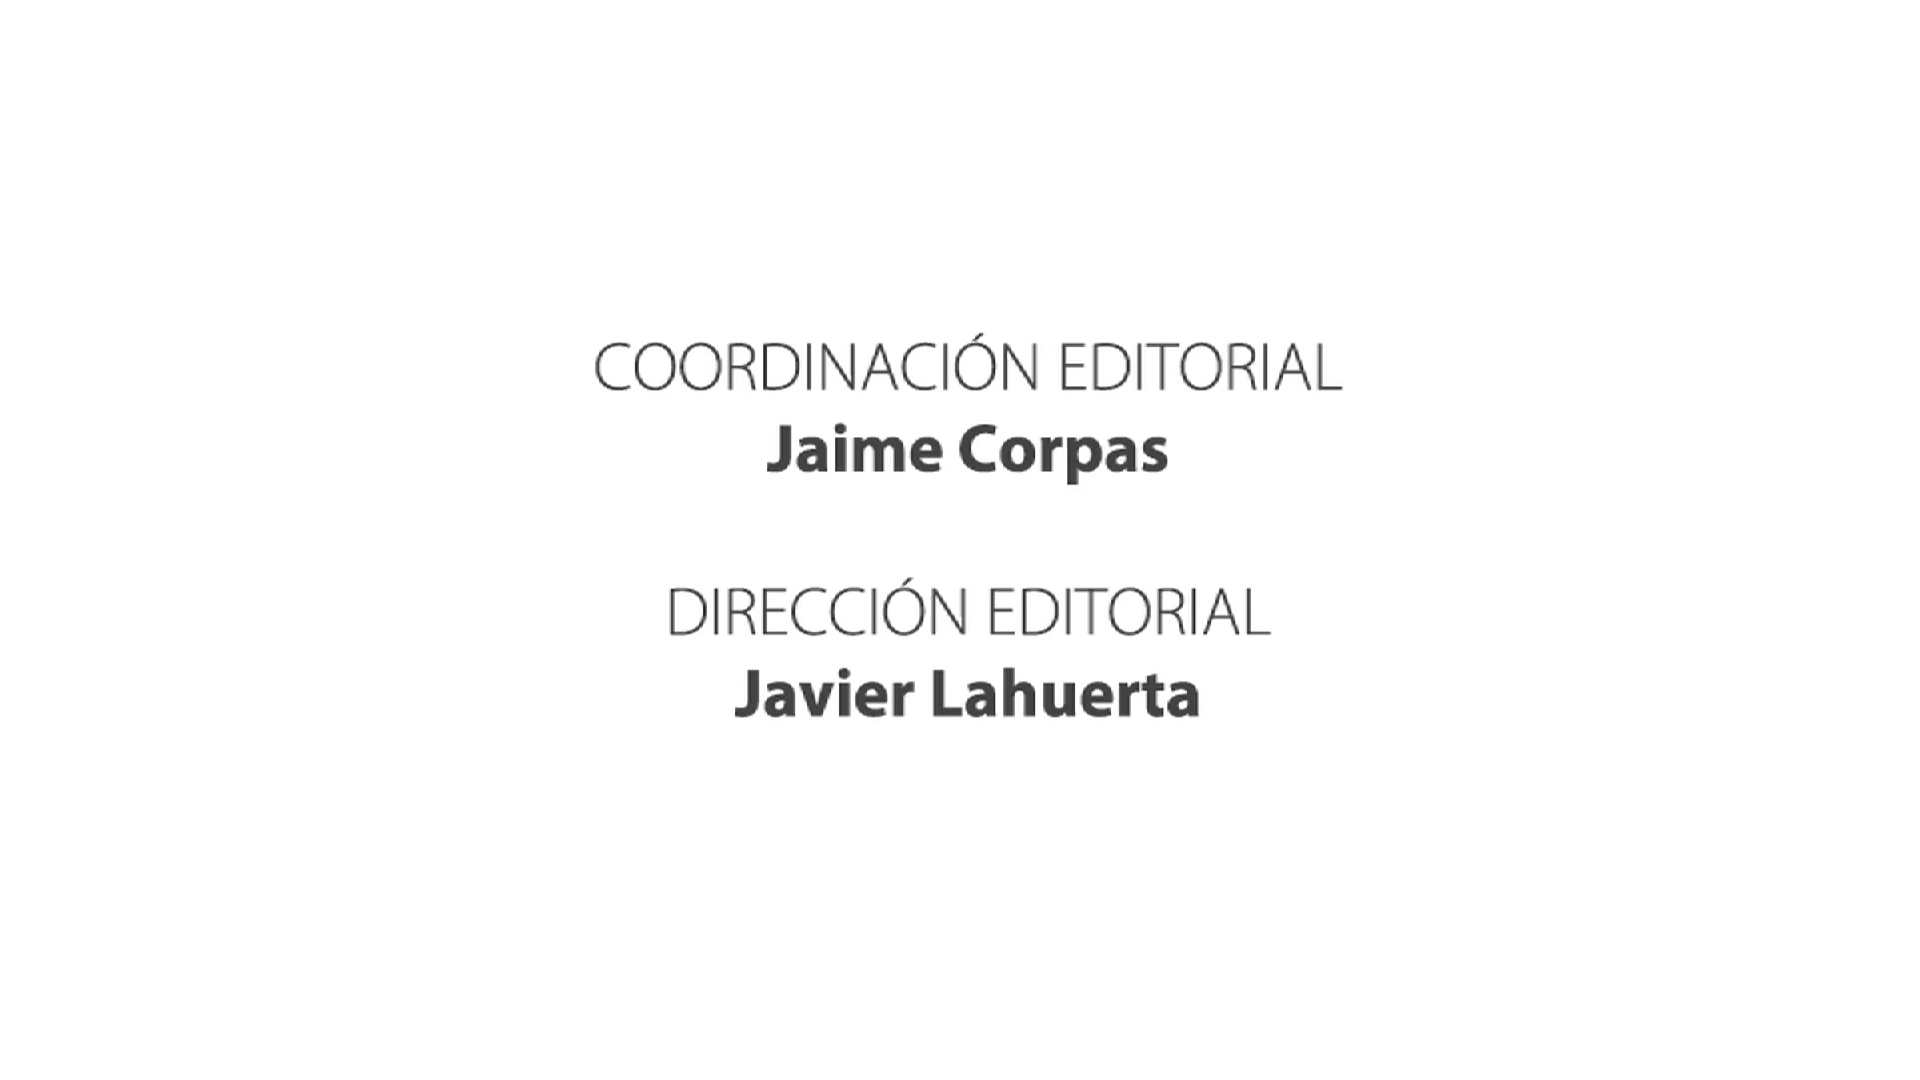 COORDINACIÓN EDITORIAL
Jaime Corpas
DIRECCIÓN EDITORIAL
Javier Lahuerta